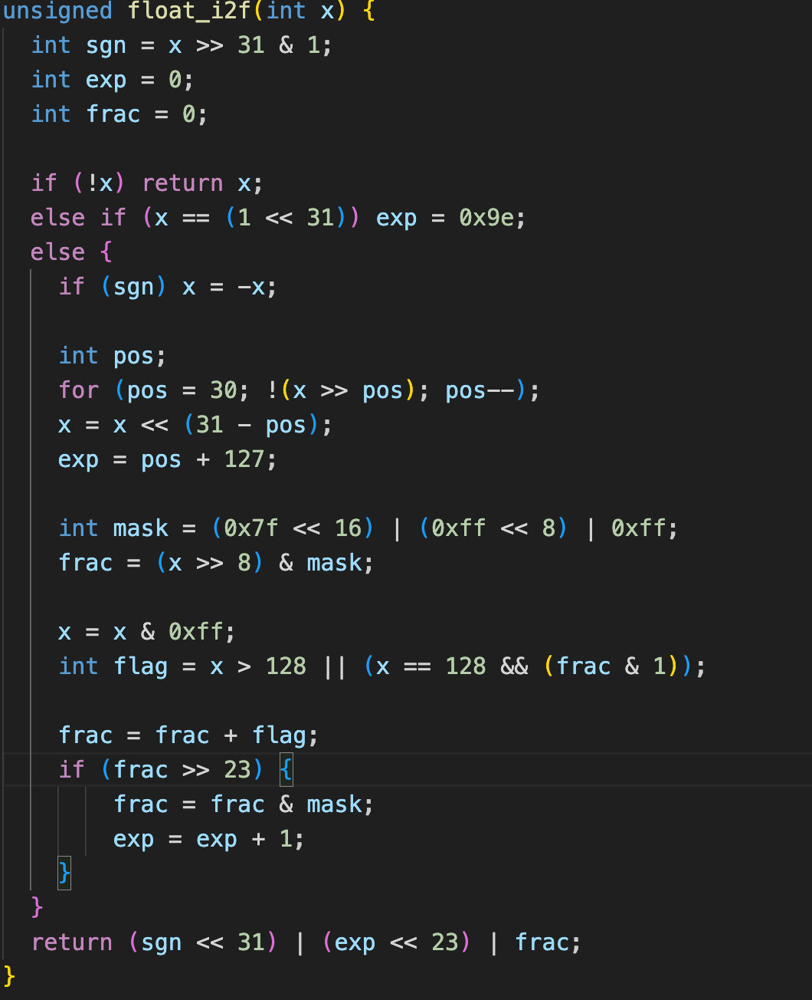 unsigned float_i2f(int x) {
  int sgn = x >> 31 & 1;
  int exp = 0;
  int frac = 0;

  if (!x) return x;
  else if (x == (1 << 31)) exp = 0x9e;
  else {
    if (sgn) x = -x;

    int pos;
    for (pos = 30; !(x >> pos); pos--);
    x = x << (31 - pos);
    exp = pos + 127;

    int mask = (0x7f << 16) | (0xff << 8) | 0xff;
    frac = (x >> 8) & mask;

    x = x & 0xff;
    int flag = x > 128 || (x == 128 && (frac & 1));

    frac = frac + flag;
    if (frac >> 23) {
        frac = frac & mask;
        exp = exp + 1;
    }
  }
  return (sgn << 31) | (exp << 23) | frac;
}